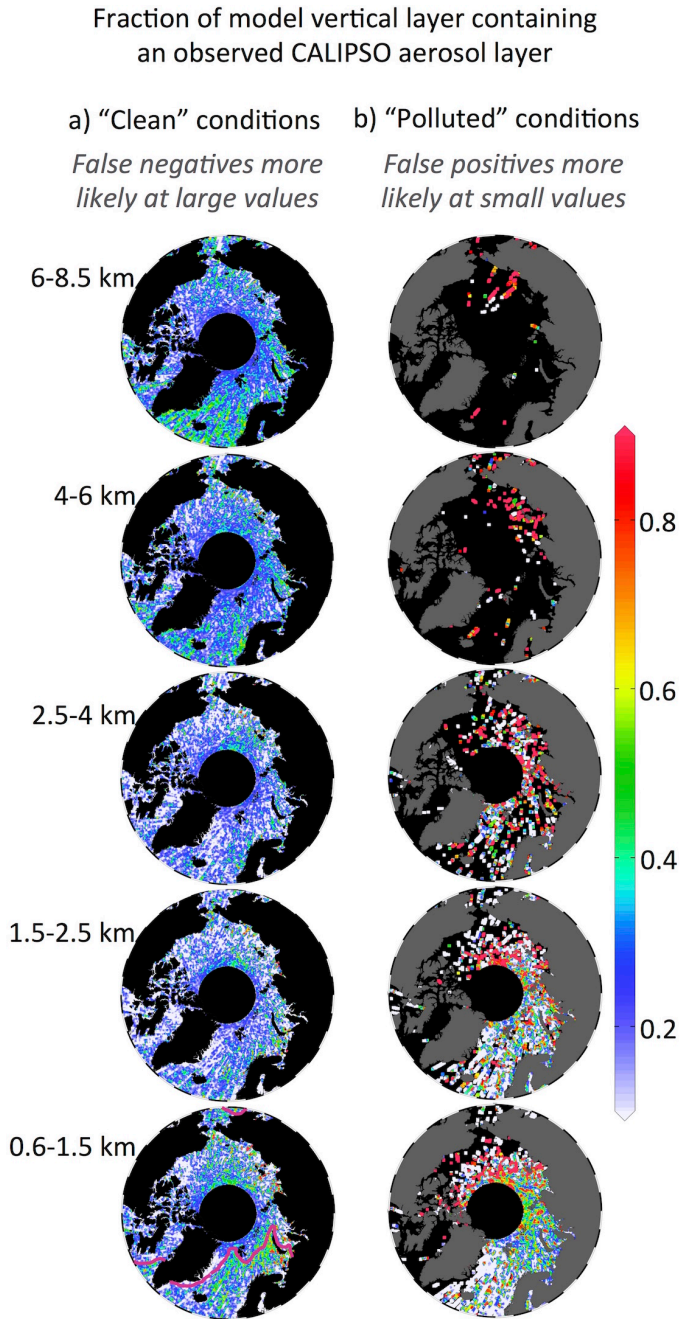 Fraction of model vertical layer containing
an observed CALIPSO aerosol layer
a) “Clean” conditions
b) “Polluted” conditions
False negatives more
likely at large values
False positives more
likely at small values
6-8.5 km
4-6 km
2.5-4 km
1.5-2.5 km
0.6-1.5 km
0.8
0.6
0.4
0.2